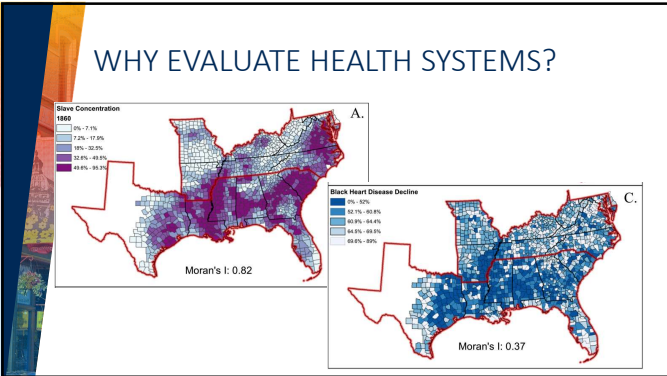 WHY EVALUATE HEALTH SYSTEMS?
Slave Concentration
1860
0% - 7.1%
7.2% - 17.9%
18% - 32.5%
32.6% - 49.5%
49.6% - 95.3%
A.
Moran's I: 0.82
Black Heart Disease Decline
0% - 52%
52.1% - 60.8%
60.9% - 64.4%
64.5% - 69.5%
69.6% - 89%
C.
Moran's I: 0.37